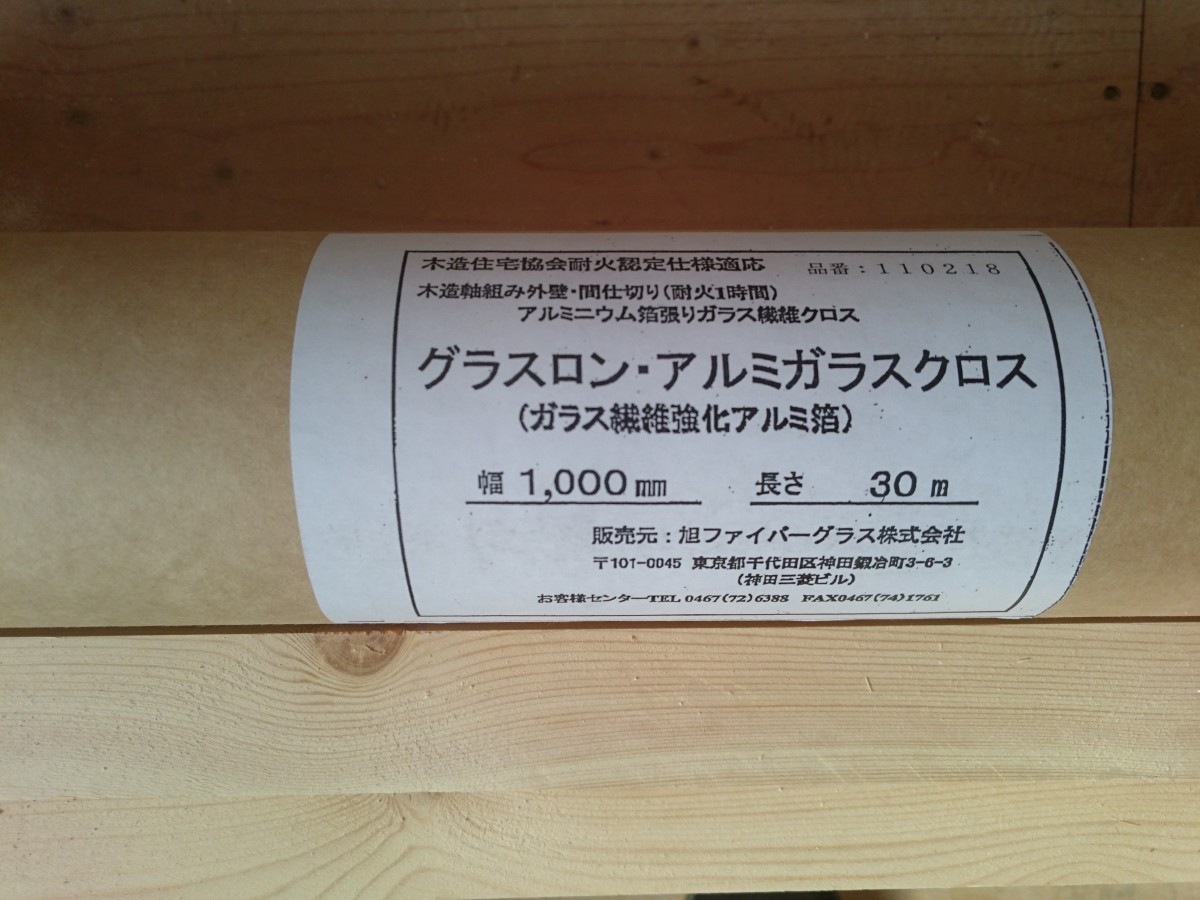 木造住宅協会耐火認定仕様適応 品番:110218
木造軸組み外壁・間仕切り(耐火1時間)
アルミニウム箔張りガラス繊維クロス
グラスロン・アルミガラスクロス
(ガラス繊維強化アルミ箔)
幅 1,000㎜ 長さ 30m
販売元:旭ファイバーグラス株式会社
〒101-0045 東京都千代田区神田鍛冶町3-6-3
(神田三菱ビル)
お客様センターTEL 0467(72)6388 FAX0467(74)1761